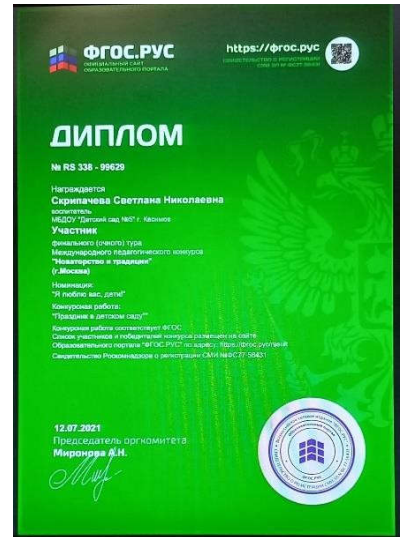 ФГОС.РУС
ОФИЦИАЛЬНЫЙ САЙТ
ОБРАЗОВАТЕЛЬНОГО ПОРТАЛА
https://фгос.рус
СВИДЕТЕЛЬСТВО О РЕГИСТРАЦИИ
ДИПЛОМ
№ RS 338 - 99629
Награждается
Скрипачева Светлана Николаевна
воспитатель
МБДОУ "Детский сад №5" г. Касимов
Участник
финального (очного) тура
Международного педагогического конкурса
"Новаторство и традиции"
(г.Москва)
Номинация:
"Я люблю вас, дети!"
Конкурсная работа:
"Праздник в детском саду""
Конкурсная работа соответствует ФГОС
Список участников и победителей конкурса размещен на сайте
Образовательного портала "ФГОС.РУС" по адресу:
Свидетельство Роскомнадзора о регистрации СМИ №ФС77-58431
12.07.2021
Председатель оргкомитета
Миронова А.Н.
ФГОС.РУС